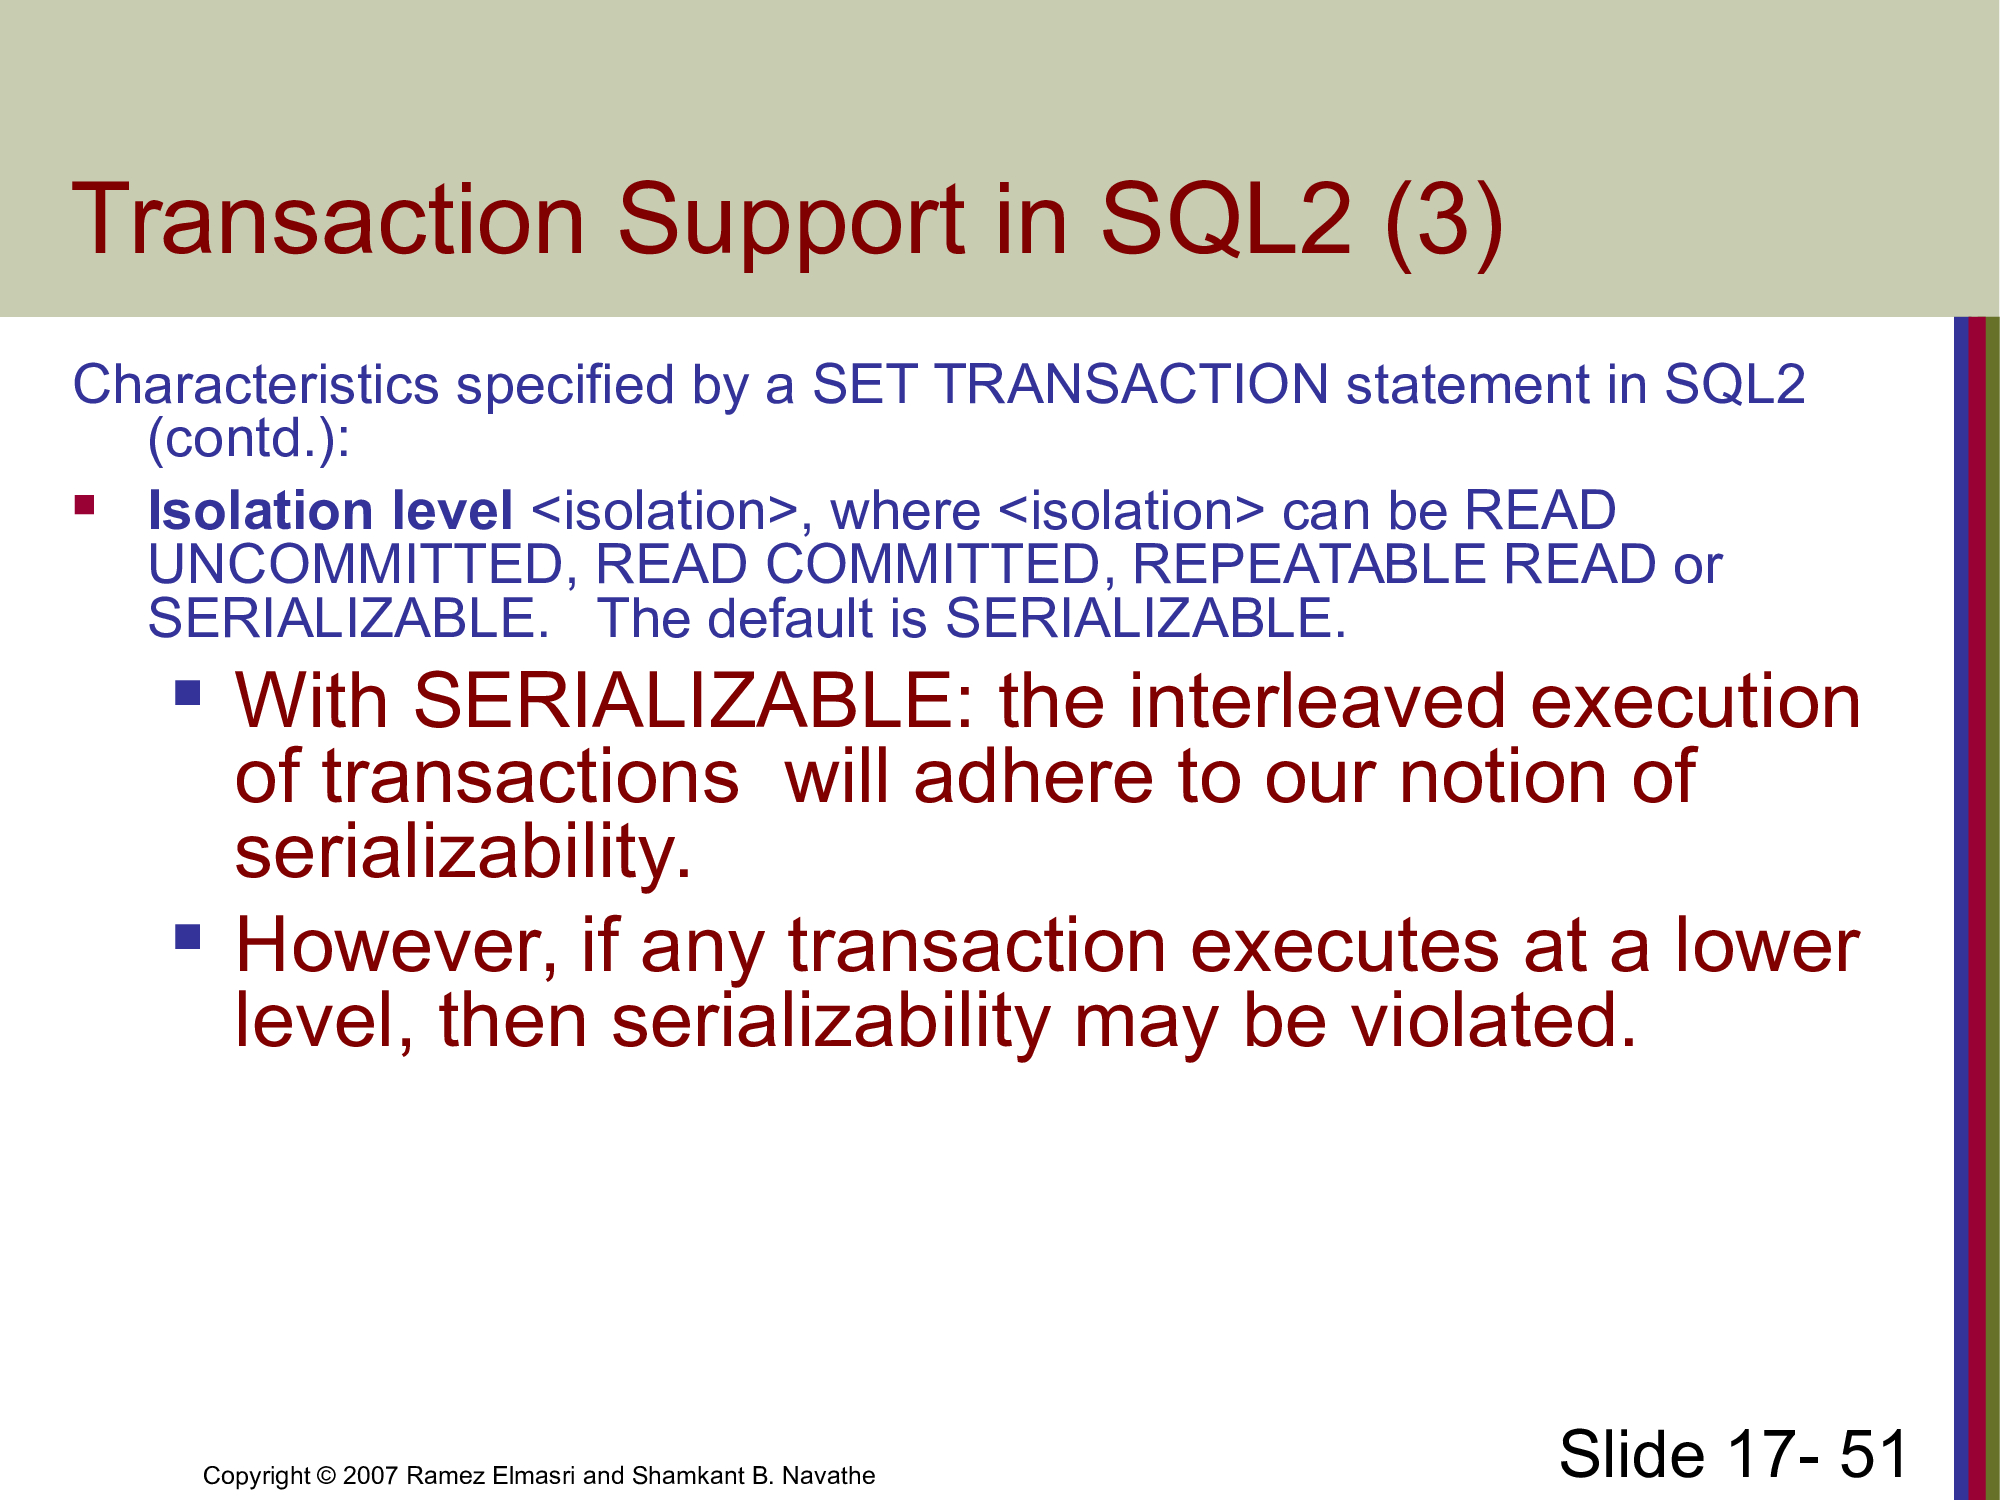 Transaction Support in SQL2 (3)
Characteristics specified by a SET TRANSACTION statement in SQL2
(contd.):
Isolation level <isolation>, where <isolation> can be READ
UNCOMMITTED, READ COMMITTED, REPEATABLE READ or
SERIALIZABLE.   The default is SERIALIZABLE.
With SERIALIZABLE: the interleaved execution
of transactions  will adhere to our notion of
serializability.
However, if any transaction executes at a lower
level, then serializability may be violated.
Copyright © 2007 Ramez Elmasri and Shamkant B. Navathe
Slide 17- 51